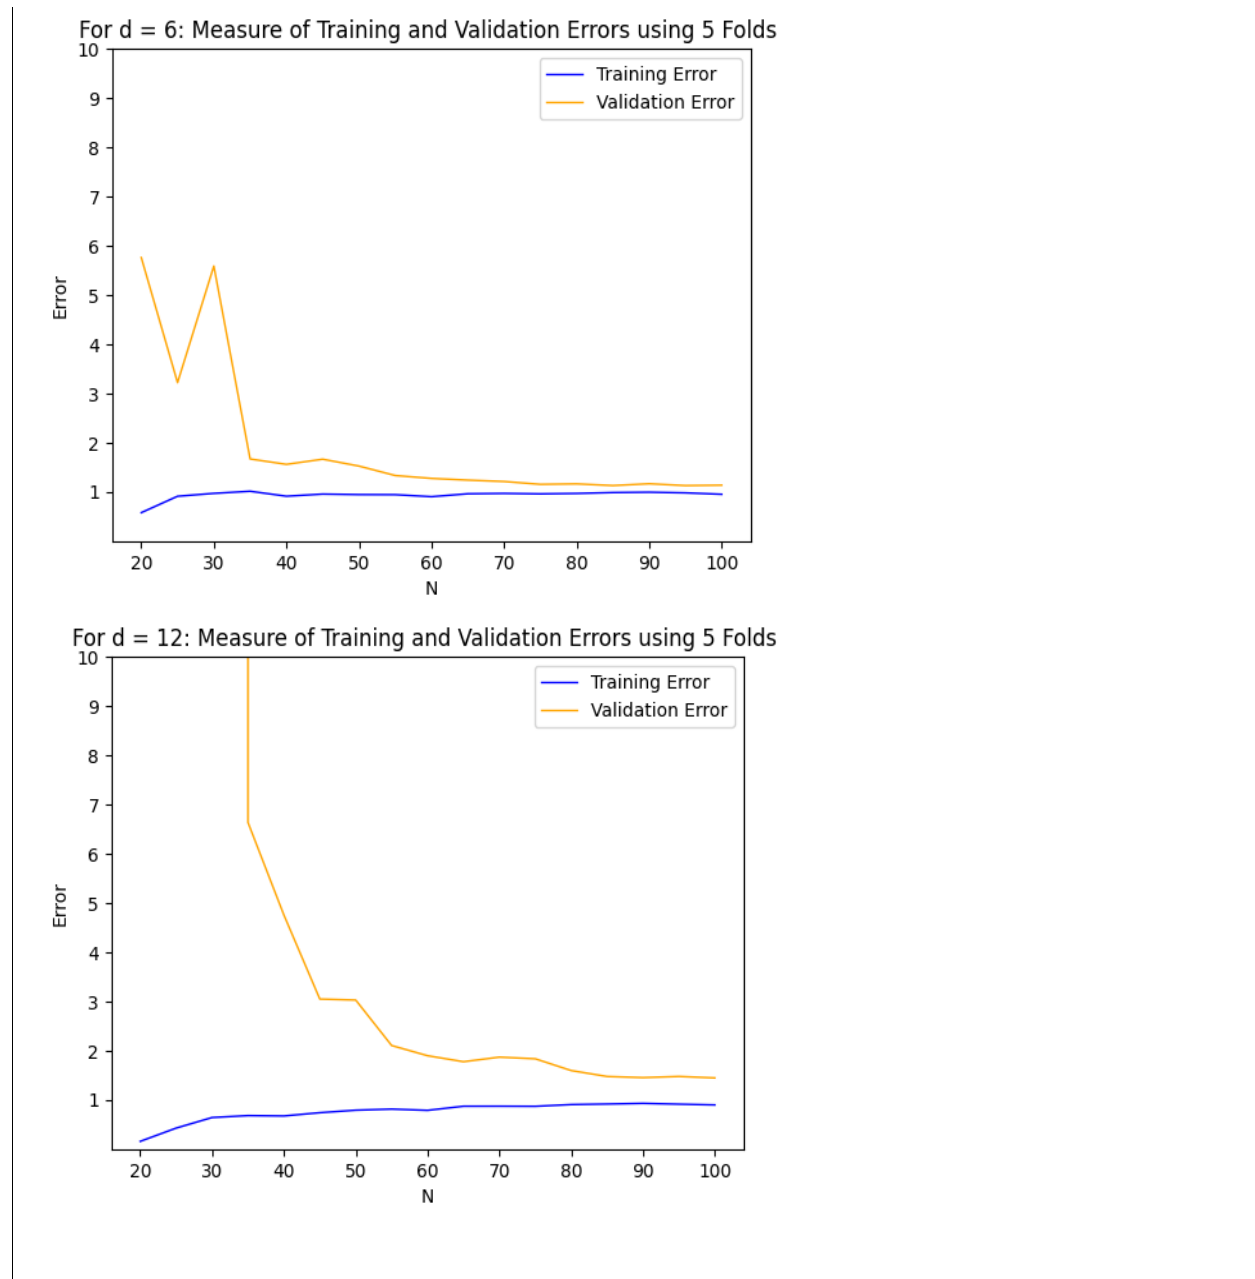 For d = 6: Measure of Training and Validation Errors using 5 Folds
10
9
8
7
6
5
4
3
2
1
Error
Training Error
Validation Error
20 30 40 50 60 70 80 90 100
N
For d = 12: Measure of Training and Validation Errors using 5 Folds
10
9
8
7
6
5
4
3
2
1
Error
Training Error
Validation Error
20 30 40 50 60 70 80 90 100
N